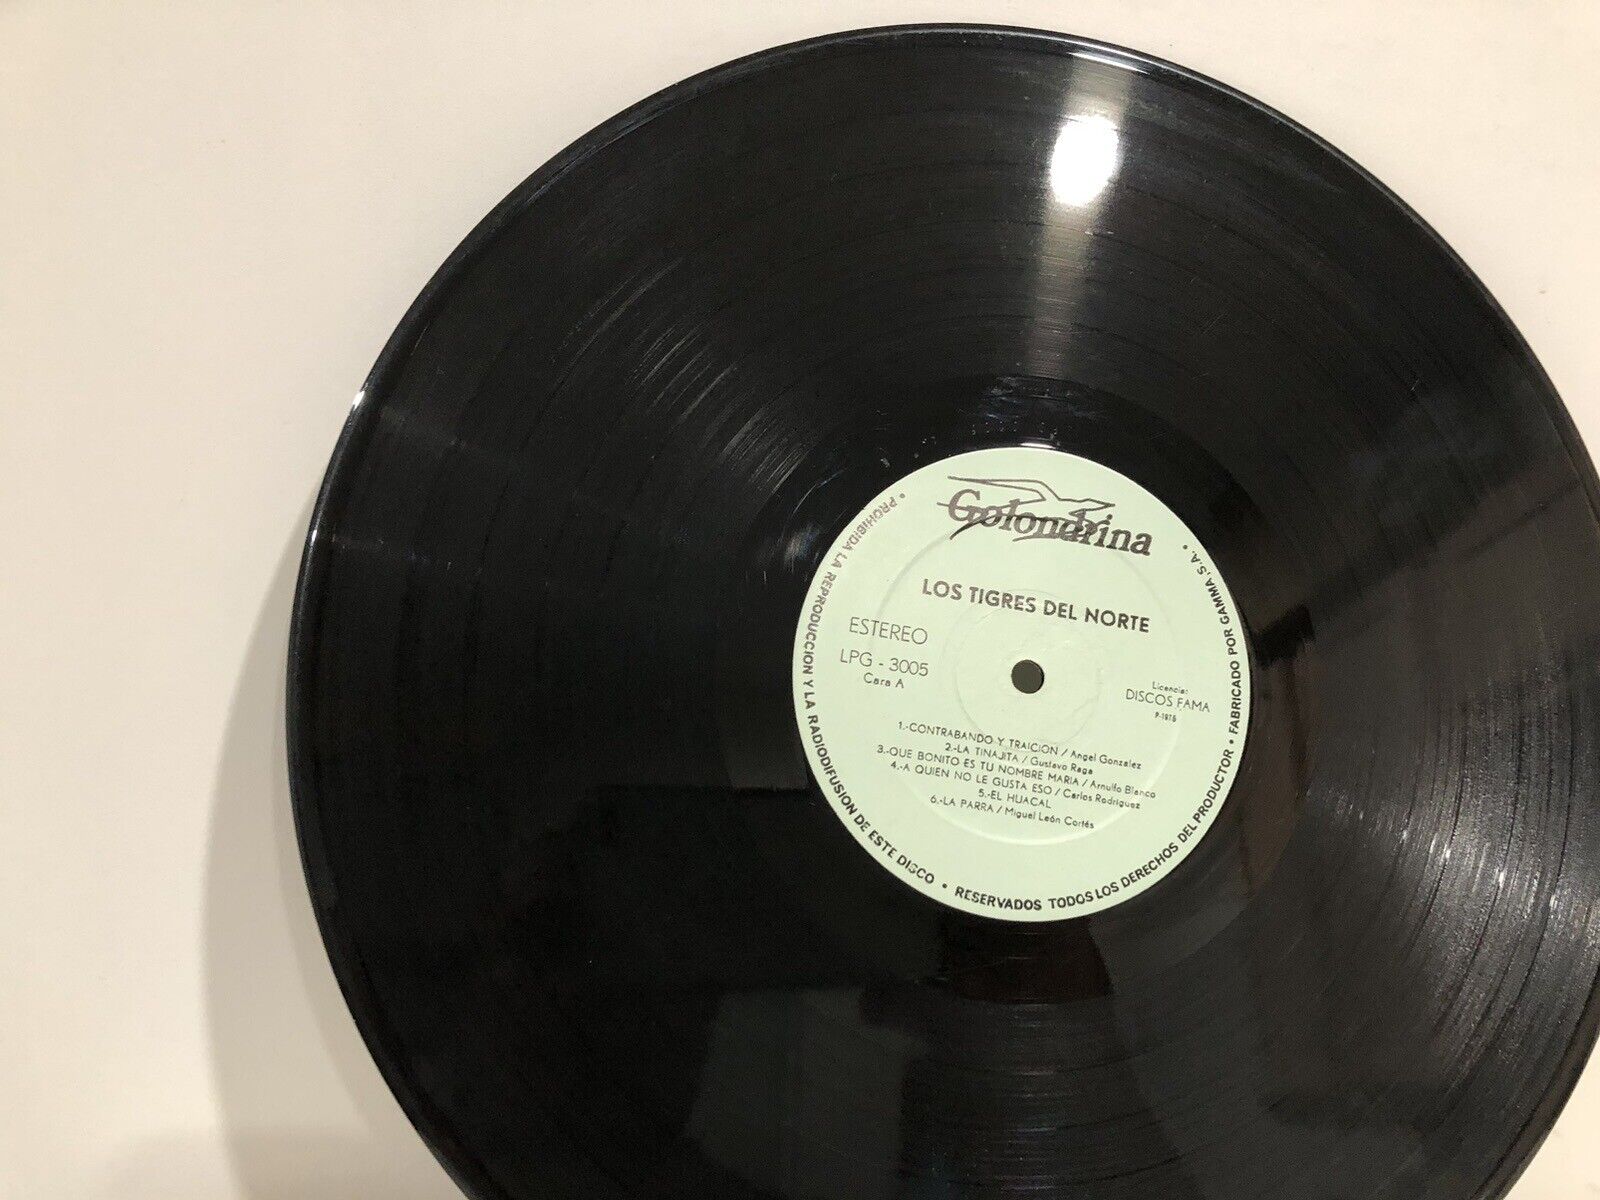 Golondrina
LOS TIGRES DEL NORTE
ESTEREO
LPG - 3005
Cara A
Licencia:
DISCOS FAMA
P-1975
1.-CONTRABANDO Y TRAICION / Angel Gonzalez
2.-LA TINAJITA / Gustavo Raga
3.-QUE BONITO ES TU NOMBRE MARIA / Arnulfo Blanco
4.-A QUIEN NO LE GUSTA ESO / Carlos Rodriguez
5.-EL HUACAL
6.-LA PARRA / Miguel León Cortés
• PROHIBIDA LA REPRODUCCION Y LA RADIODIFUSION DE ESTE DISCO • RESERVADOS TODOS LOS DERECHOS DEL PRODUCTOR • FABRICADO POR GAMMA, S.A. •